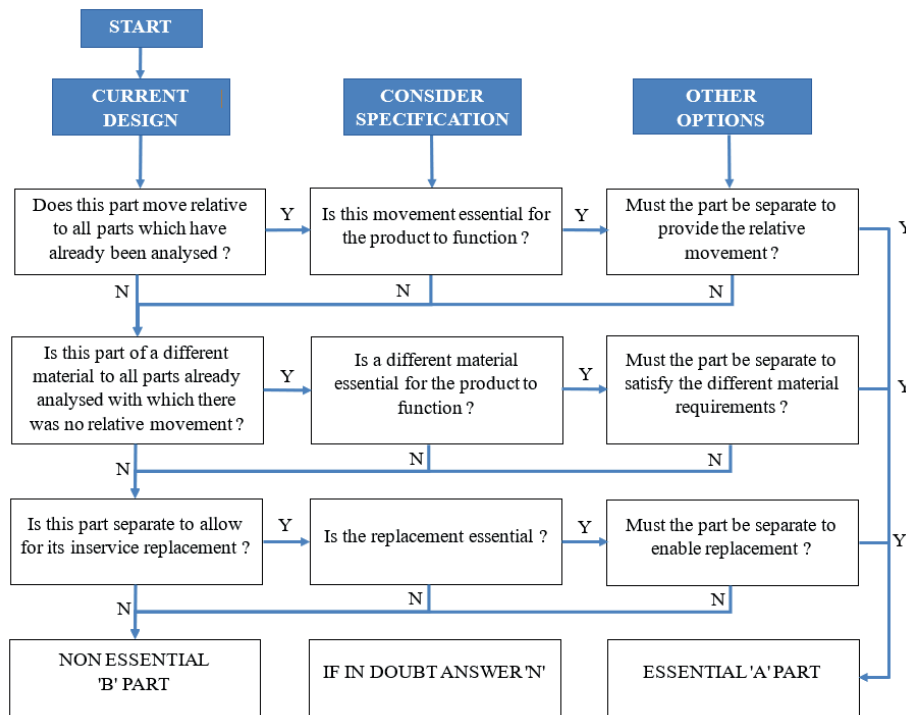 START
CURRENT
DESIGN
CONSIDER
SPECIFICATION
OTHER
OPTIONS
Does this part move relative
to all parts which have
already been analysed ?
Y
Is this movement essential for
the product to function ?
Y
Must the part be separate to
provide the relative
movement ?
Y
N
N
N
Is this part of a different
material to all parts already
analysed with which there
was no relative movement ?
Y
Is a different material
essential for the product to
function ?
Y
Must the part be separate to
satisfy the different material
requirements ?
Y
N
N
N
Is this part separate to allow
for its inservice replacement ?
Y
Is the replacement essential ?
Y
Must the part be separate to
enable replacement ?
Y
N
N
N
NON ESSENTIAL
'B' PART
IF IN DOUBT ANSWER 'N'
ESSENTIAL 'A' PART